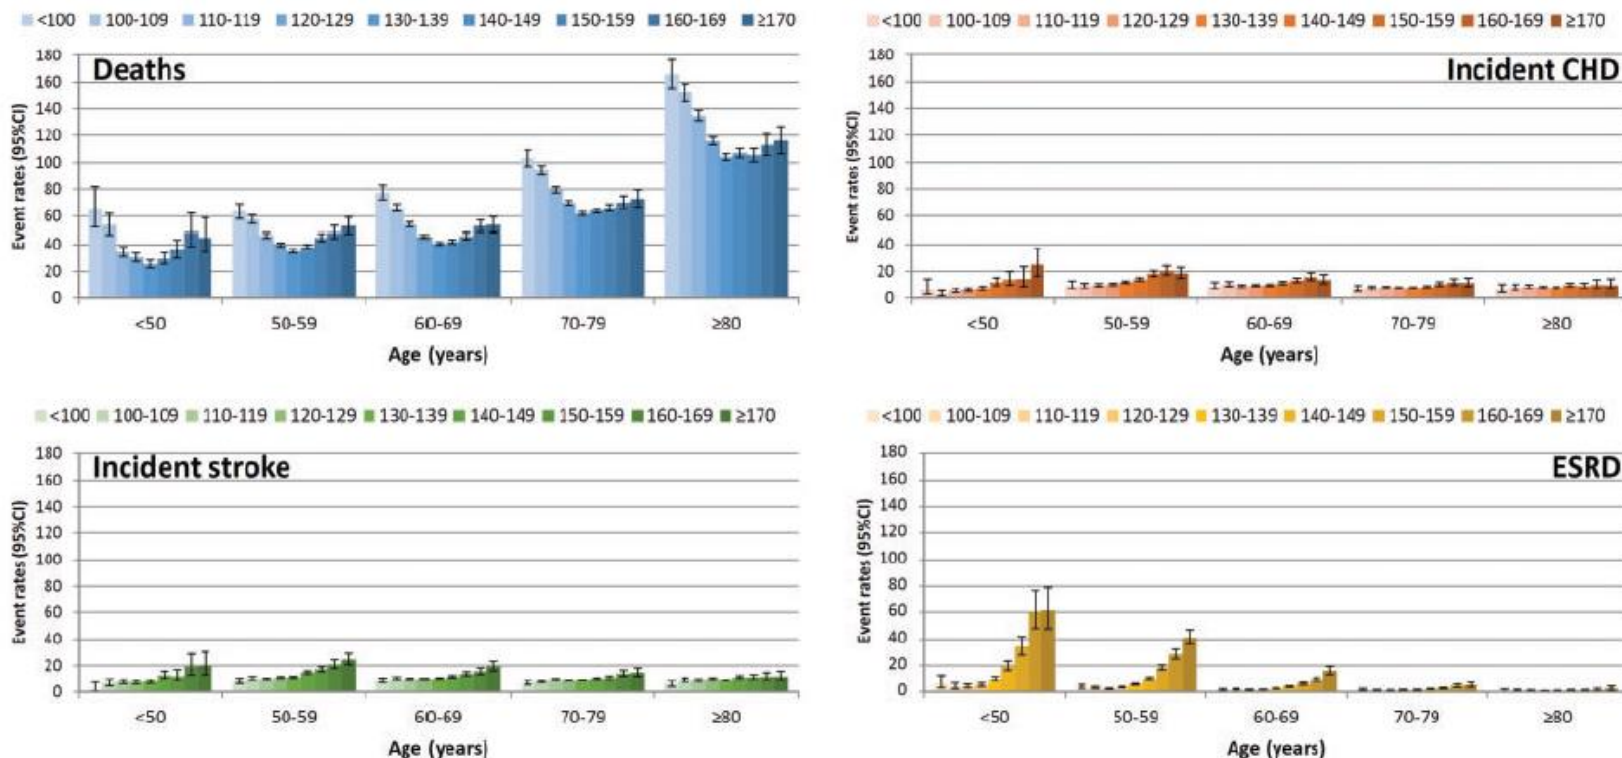 <100 100-109 110-119 120-129 130-139 140-149 150-159 160-169 ≥170
Deaths
Event rates (95%CI)
180
160
140
120
100
80
60
40
20
0
<50 50-59 60-69 70-79 ≥80
Age (years)
<100 100-109 110-119 120-129 130-139 140-149 150-159 160-169 ≥170
Incident CHD
Event rates (95%CI)
180
160
140
120
100
80
60
40
20
0
<50 50-59 60-69 70-79 ≥80
Age (years)
<100 100-109 110-119 120-129 130-139 140-149 150-159 160-169 ≥170
Incident stroke
Event rates (95%CI)
180
160
140
120
100
80
60
40
20
0
<50 50-59 60-69 70-79 ≥80
Age (years)
<100 100-109 110-119 120-129 130-139 140-149 150-159 160-169 ≥170
ESRD
Event rates (95%CI)
180
160
140
120
100
80
60
40
20
0
<50 50-59 60-69 70-79 ≥80
Age (years)